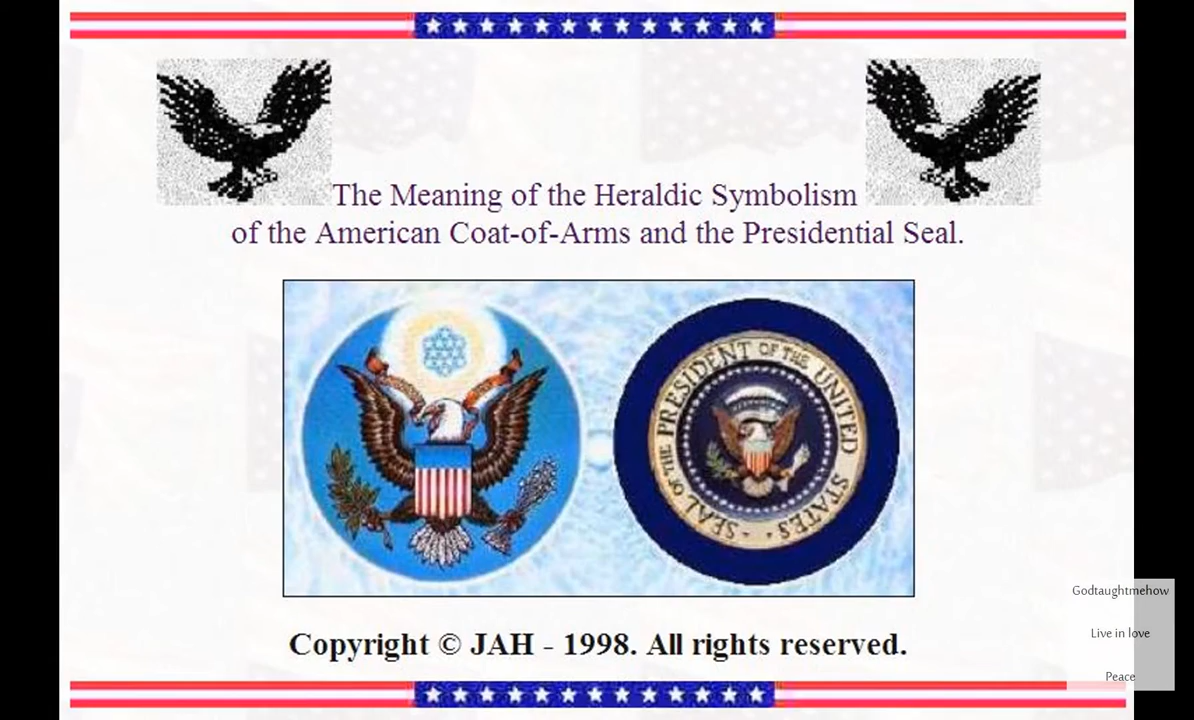 The Meaning of the Heraldic Symbolism
of the American Coat-of-Arms and the Presidential Seal.
SEAL OF THE PRESIDENT OF THE UNITED STATES
Copyright © JAH - 1998. All rights reserved.
Godtaughtmehow
Live in love
Peace